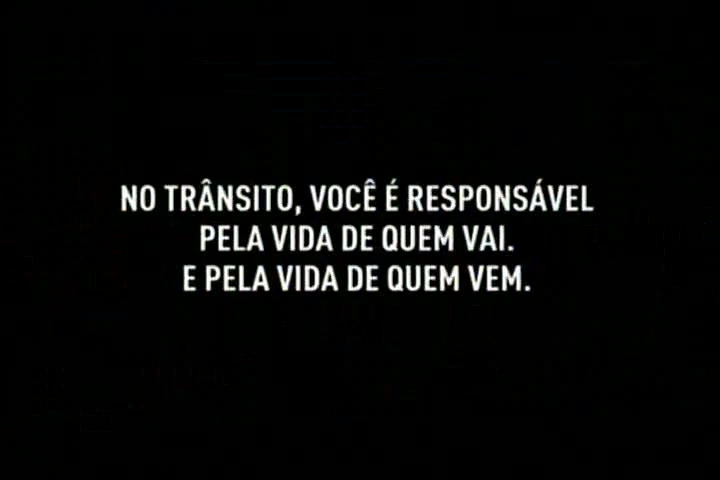 NO TRÂNSITO, VOCÊ É RESPONSÁVEL
PELA VIDA DE QUEM VAI.
E PELA VIDA DE QUEM VEM.